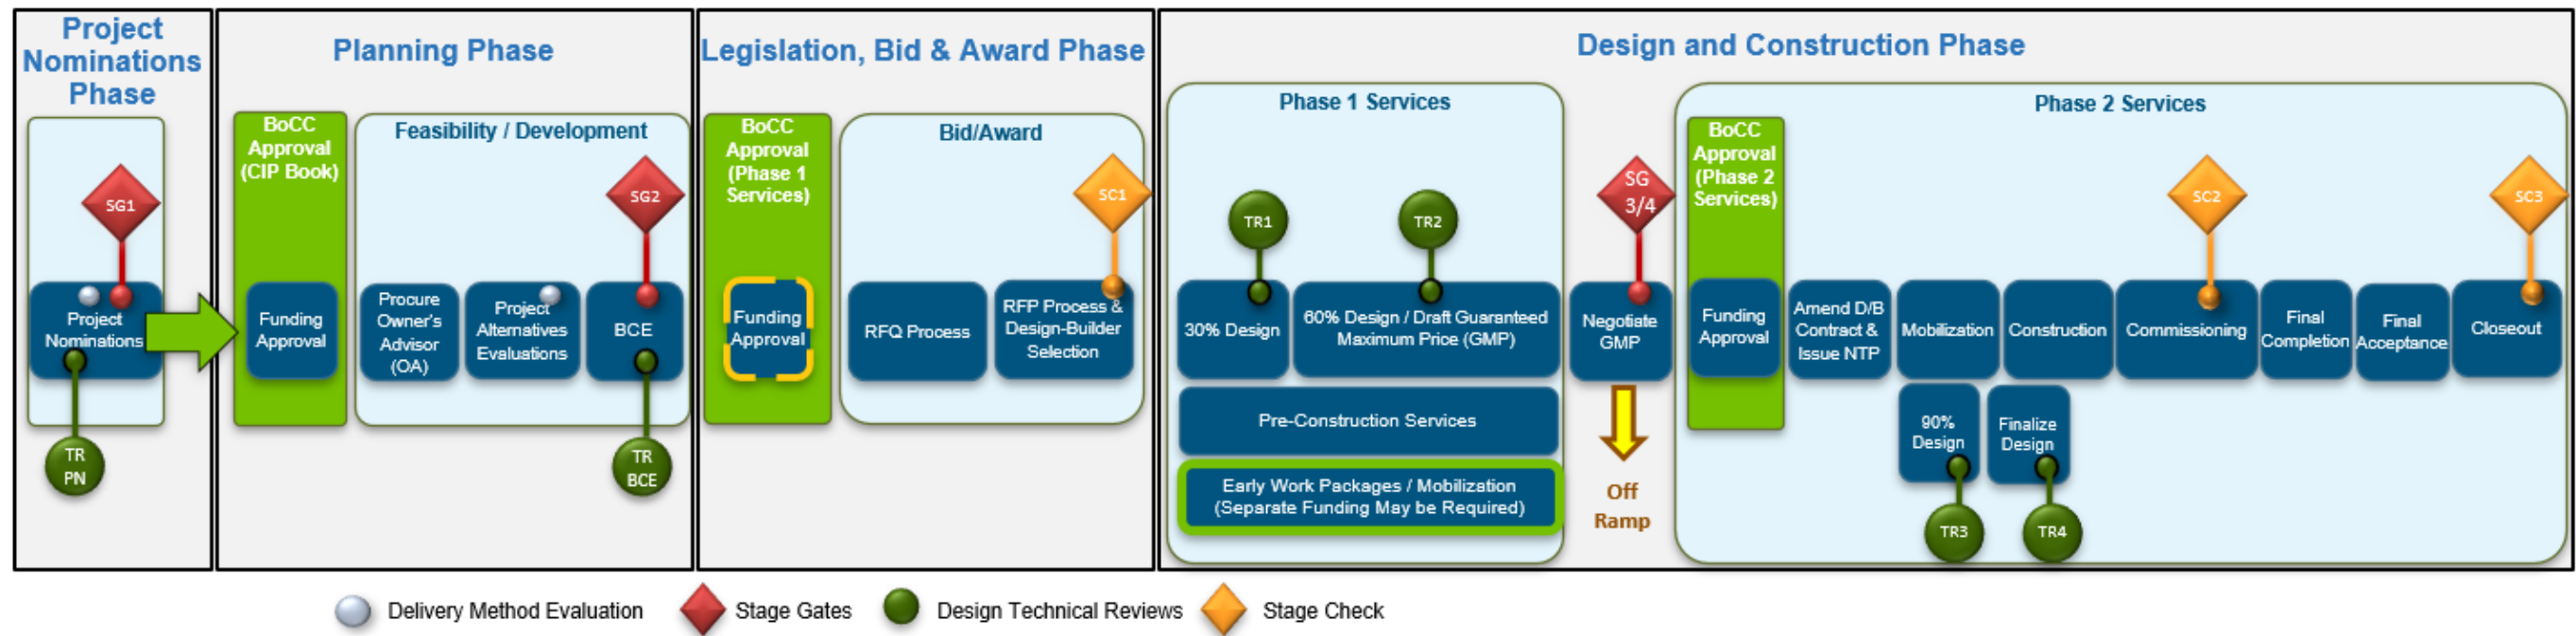 Project
Nominations
Phase
SG1
Project
Nominations
TR
PN
Planning Phase
BoCC
Approval
(CIP Book)
Funding
Approval
Feasibility / Development
SG2
Procure
Owner's
Advisor
(OA)
Project
Alternatives
Evaluations
BCE
TR
BCE
Legislation, Bid & Award Phase
BoCC
Approval
(Phase 1
Services)
Funding
Approval
Bid/Award
SC1
RFQ Process
RFP Process &
Design-Builder
Selection
Design and Construction Phase
Phase 1 Services
TR1
TR2
30% Design
60% Design / Draft Guaranteed
Maximum Price (GMP)
Pre-Construction Services
Early Work Packages / Mobilization
(Separate Funding May be Required)
SG
3/4
Negotiate
GMP
Off
Ramp
Phase 2 Services
BoCC
Approval
(Phase 2
Services)
Funding
Approval
SC2
SC3
Amend D/B
Contract &
Issue NTP
Mobilization
Construction
Commissioning
Final
Completion
Final
Acceptance
Closeout
90%
Design
Finalize
Design
TR3
TR4
Delivery Method Evaluation
Stage Gates
Design Technical Reviews
Stage Check